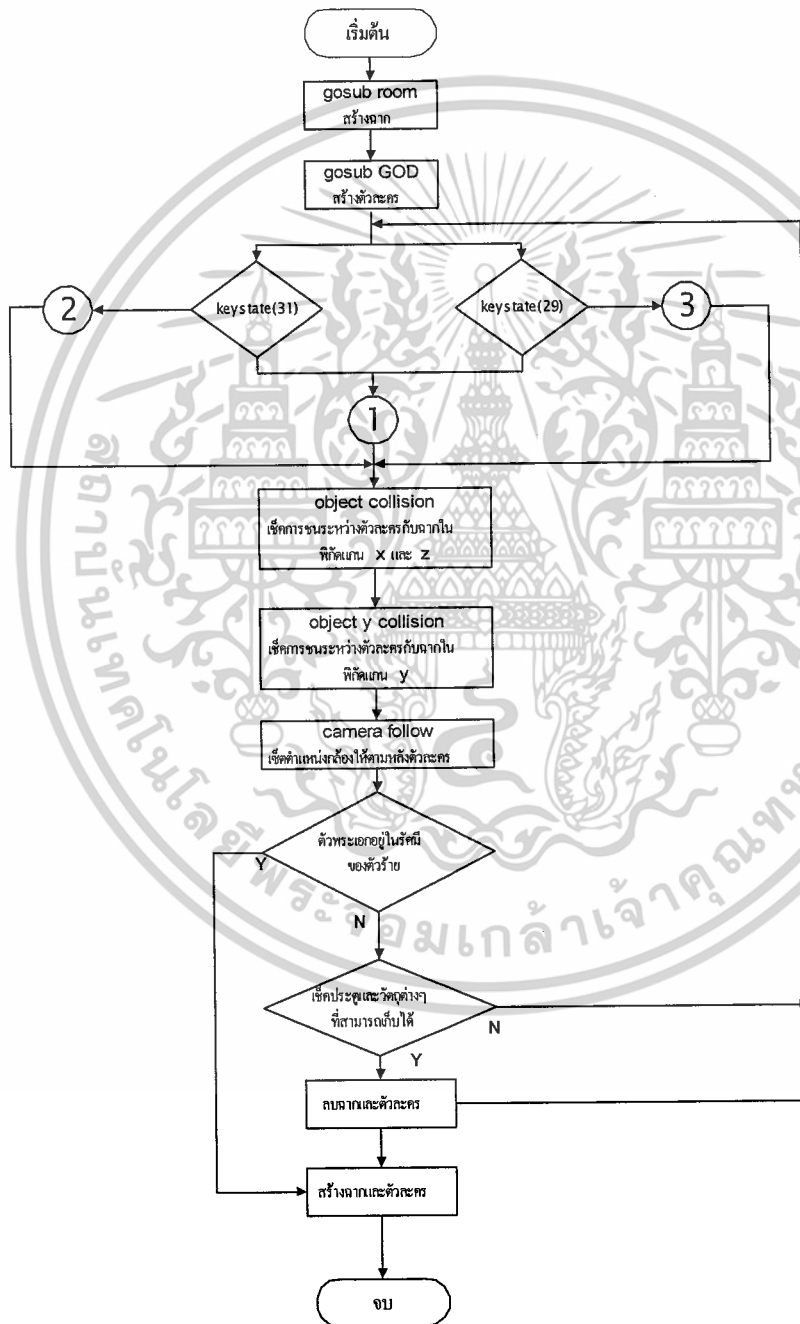 เริ่มต้น
gosub room
สร้างฉาก
gosub GOD
สร้างตัวละคร
keystate(31)
keystate(29)
2
3
1
object collision
เช็คการชนระหว่างตัวละครกับฉากใน
พิกัดแกน x และ z
object y collision
เช็คการชนระหว่างตัวละครกับฉากใน
พิกัดแกน y
camera follow
เซ็ตตำแหน่งกล้องให้ตามหลังตัวละคร
ตัวพระเอกอยู่ในรัศมี
ของตัวร้าย
Y
N
เช็คประตูและวัตถุต่างๆ
ที่สามารถเก็บได้
N
Y
ลบฉากและตัวละคร
สร้างฉากและตัวละคร
จบ